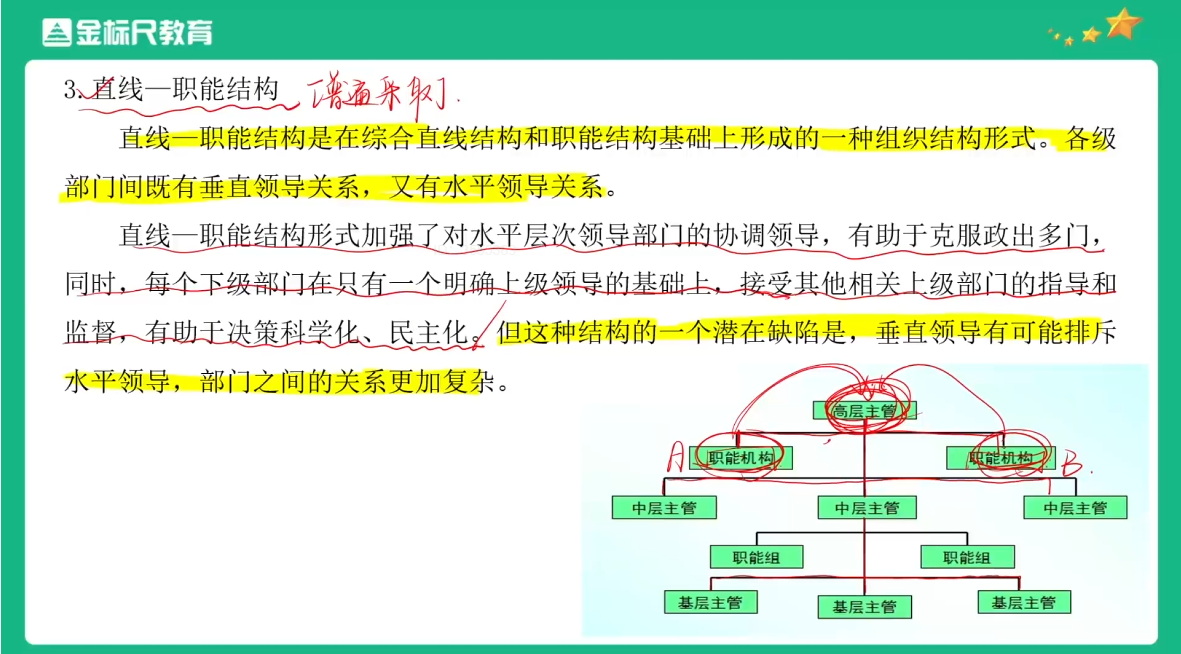 金标尺教育
3.直线—职能结构 [普遍采取].
直线—职能结构是在综合直线结构和职能结构基础上形成的一种组织结构形式。各级
部门间既有垂直领导关系，又有水平领导关系。
直线—职能结构形式加强了对水平层次领导部门的协调领导，有助于克服政出多门，
同时，每个下级部门在只有一个明确上级领导的基础上，接受其他相关上级部门的指导和
监督，有助于决策科学化、民主化。但这种结构的一个潜在缺陷是，垂直领导有可能排斥
水平领导，部门之间的关系更加复杂。
高层主管
A 职能机构 职能机构 B.
中层主管 中层主管 中层主管
职能组 职能组
基层主管 基层主管 基层主管